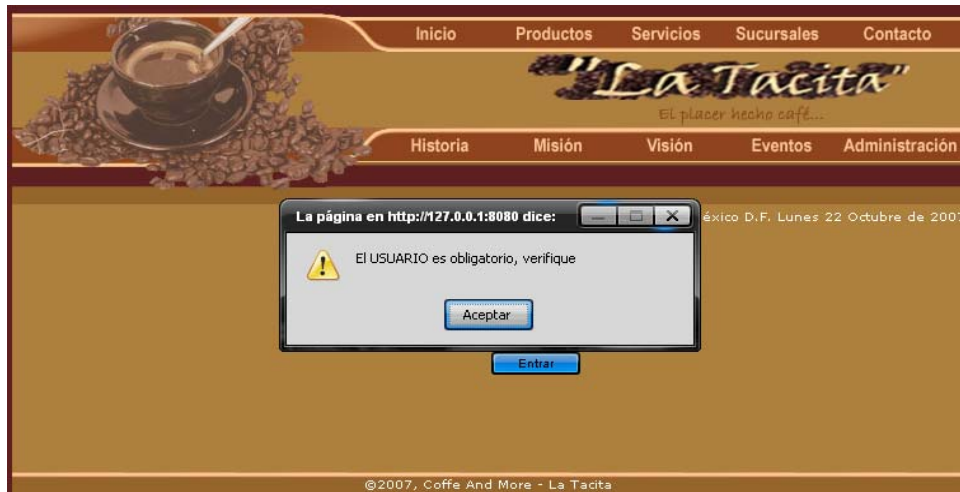 Inicio Productos Servicios Sucursales Contacto
"La Tacita"
El placer hecho café...
Historia Misión Visión Eventos Administración
La página en http://127.0.0.1:8080 dice:
éxico D.F. Lunes 22 Octubre de 2007
El USUARIO es obligatorio, verifique
Aceptar
Entrar
©2007, Coffe And More - La Tacita